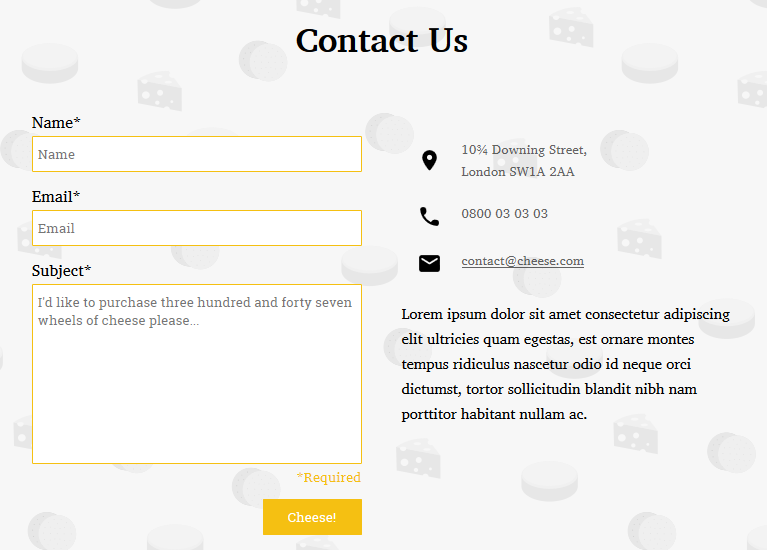 Contact Us
Name*
Name
Email*
Email
Subject*
I'd like to purchase three hundred and forty seven
wheels of cheese please...
*Required
Cheese!
10¾ Downing Street,
London SW1A 2AA
0800 03 03 03
contact@cheese.com
Lorem ipsum dolor sit amet consectetur adipiscing
elit ultricies quam egestas, est ornare montes
tempus ridiculus nascetur odio id neque orci
dictumst, tortor sollicitudin blandit nibh nam
porttitor habitant nullam ac.